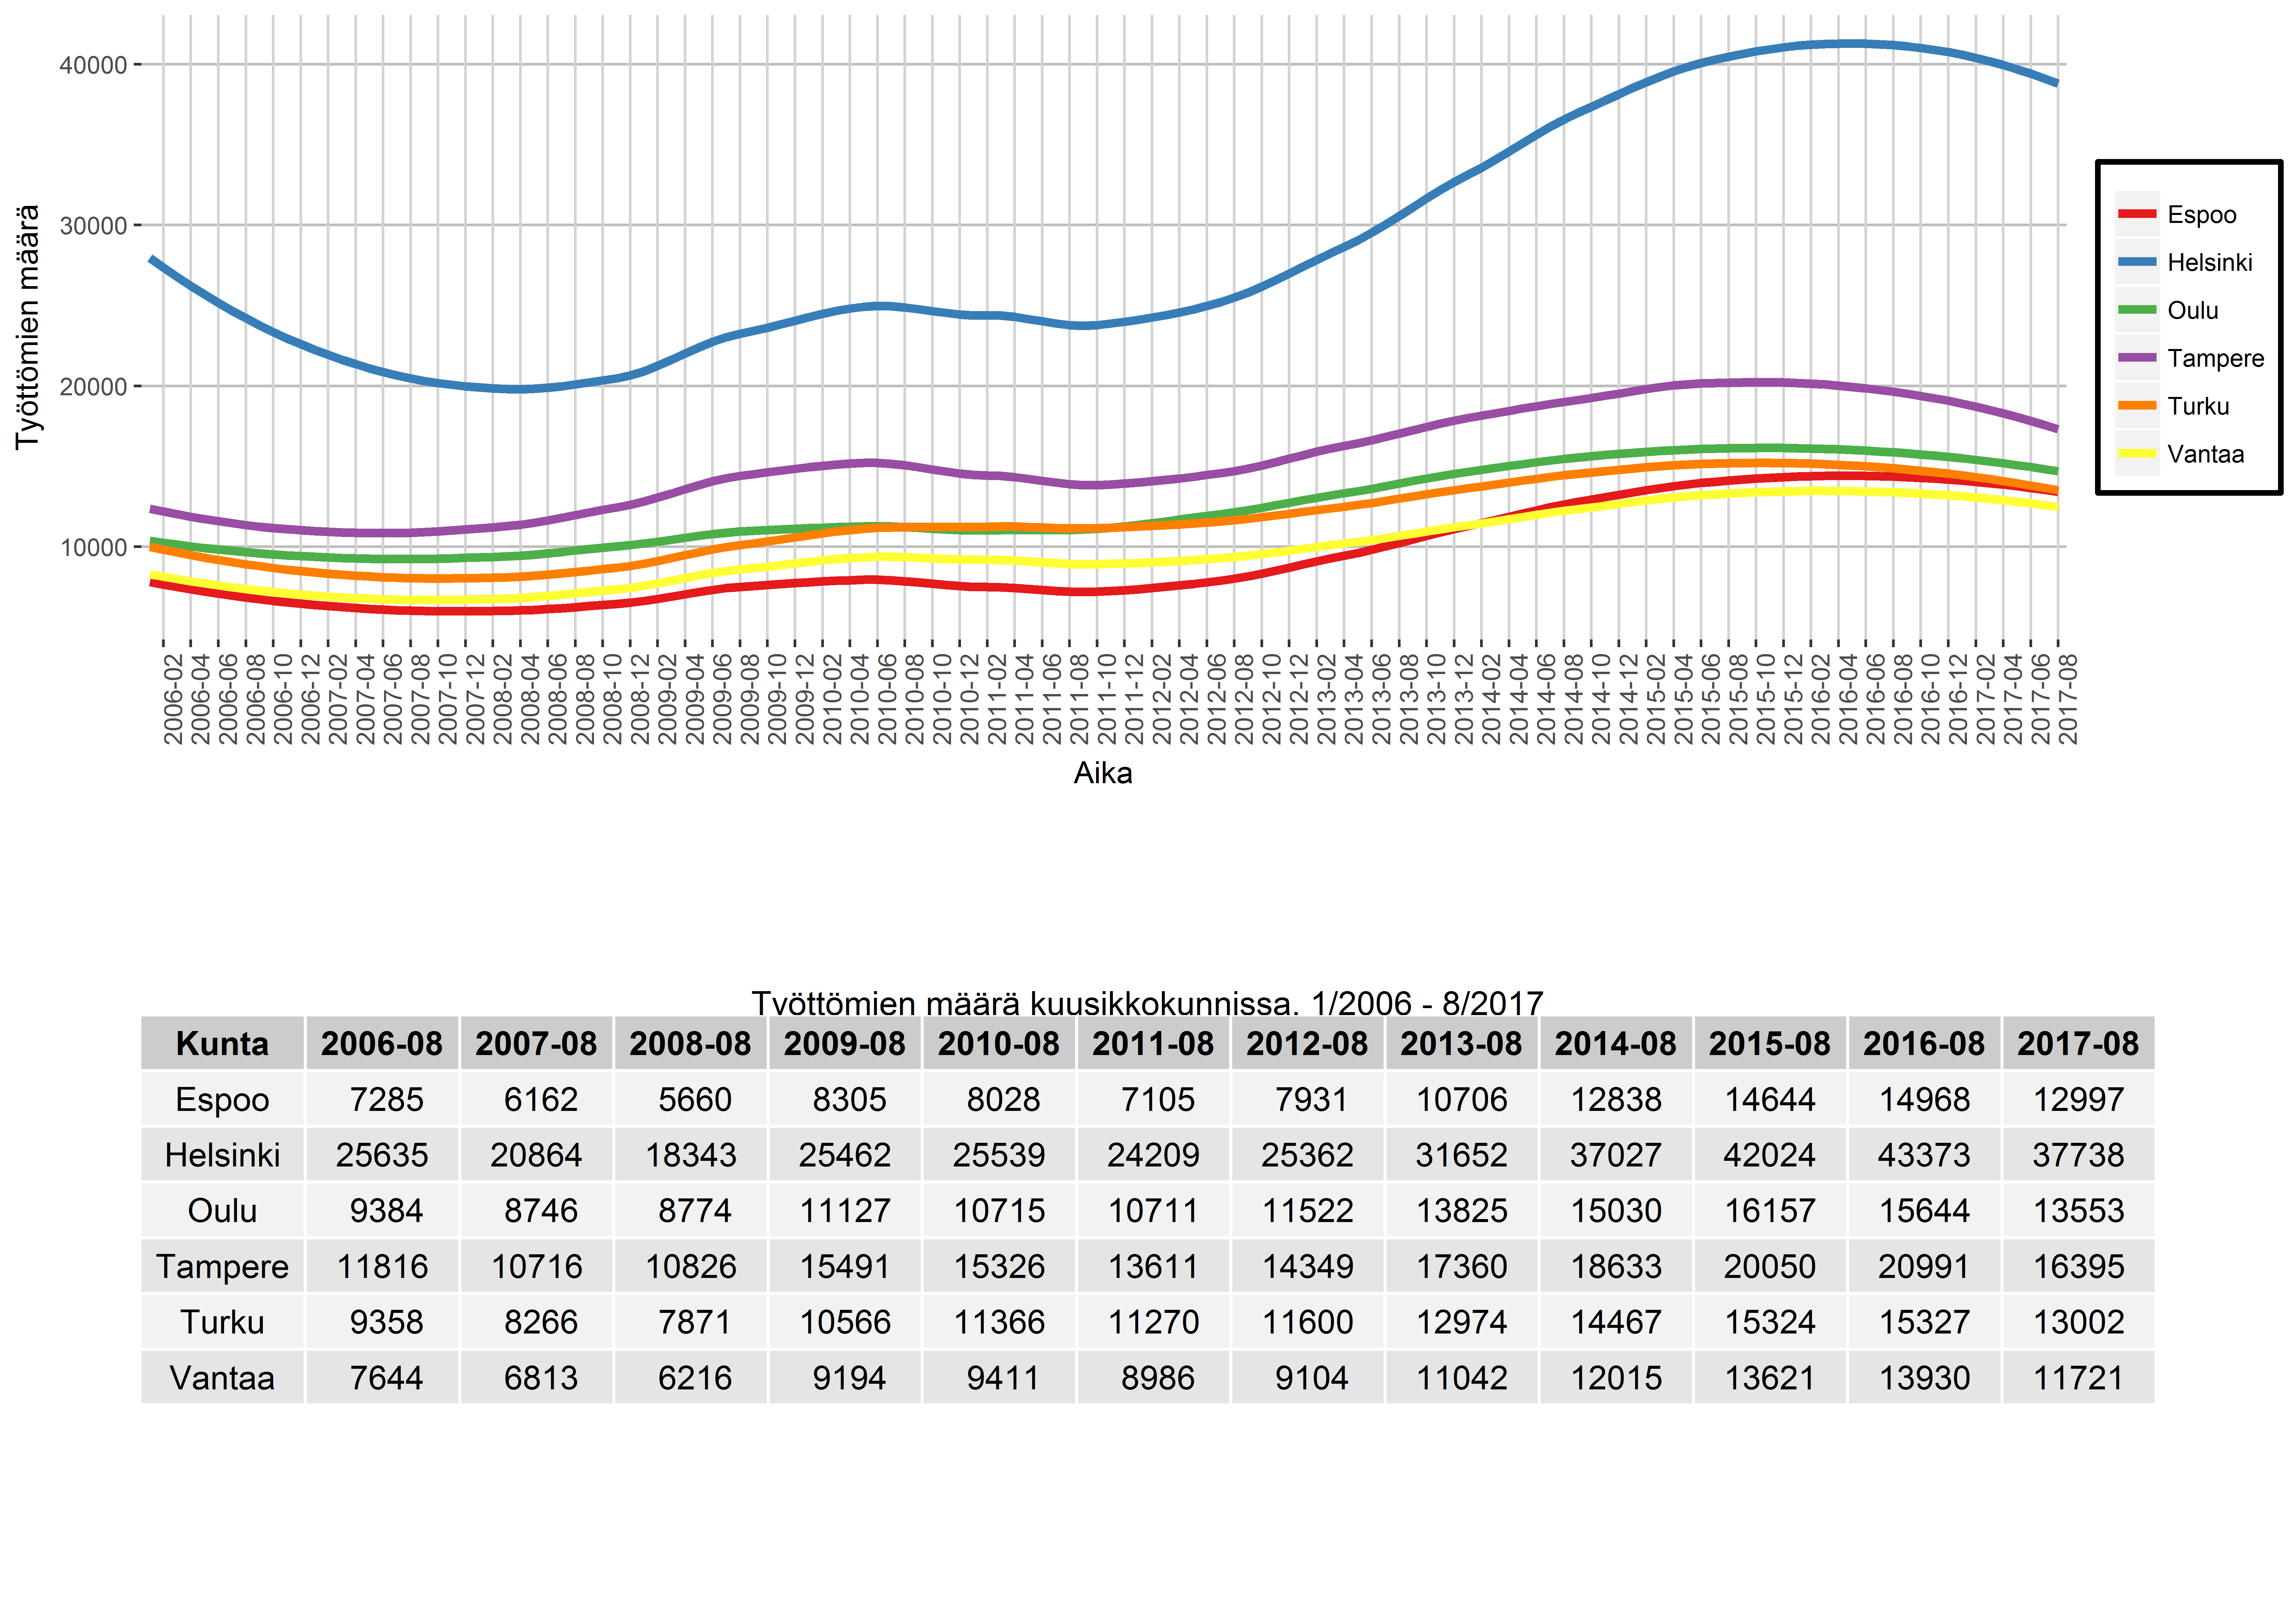 40000
30000
20000
10000
Työttömien määrä
2006-02 2006-04 2006-06 2006-08 2006-10 2006-12 2007-02 2007-04 2007-06 2007-08 2007-10 2007-12 2008-02 2008-04 2008-06 2008-08 2008-10 2008-12 2009-02 2009-04 2009-06 2009-08 2009-10 2009-12 2010-02 2010-04 2010-06 2010-08 2010-10 2010-12 2011-02 2011-04 2011-06 2011-08 2011-10 2011-12 2012-02 2012-04 2012-06 2012-08 2012-10 2012-12 2013-02 2013-04 2013-06 2013-08 2013-10 2013-12 2014-02 2014-04 2014-06 2014-08 2014-10 2014-12 2015-02 2015-04 2015-06 2015-08 2015-10 2015-12 2016-02 2016-04 2016-06 2016-08 2016-10 2016-12 2017-02 2017-04 2017-06 2017-08
Aika
Espoo
Helsinki
Oulu
Tampere
Turku
Vantaa
Työttömien määrä kuusikkokunnissa. 1/2006 - 8/2017
Kunta 2006-08 2007-08 2008-08 2009-08 2010-08 2011-08 2012-08 2013-08 2014-08 2015-08 2016-08 2017-08
Espoo 7285 6162 5660 8305 8028 7105 7931 10706 12838 14644 14968 12997
Helsinki 25635 20864 18343 25462 25539 24209 25362 31652 37027 42024 43373 37738
Oulu 9384 8746 8774 11127 10715 10711 11522 13825 15030 16157 15644 13553
Tampere 11816 10716 10826 15491 15326 13611 14349 17360 18633 20050 20991 16395
Turku 9358 8266 7871 10566 11366 11270 11600 12974 14467 15324 15327 13002
Vantaa 7644 6813 6216 9194 9411 8986 9104 11042 12015 13621 13930 11721